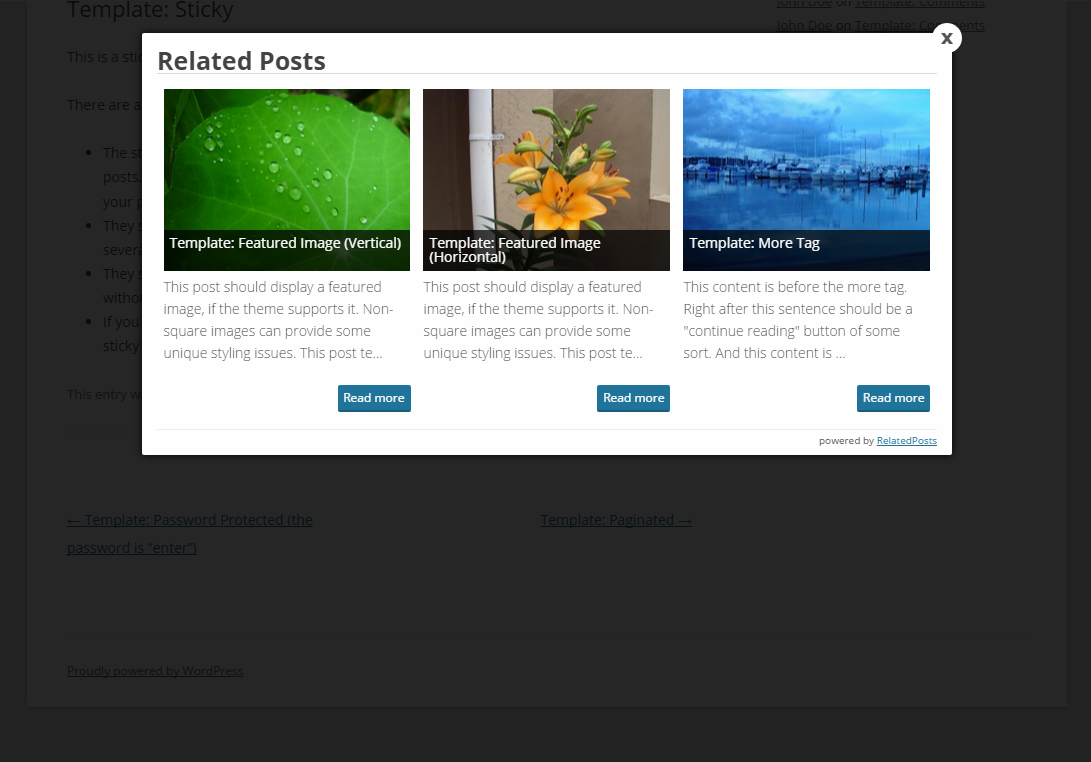 Template: Sticky
John Doe on Template: Comments
John Doe on Template: Comments
This is a stic
x
Related Posts
There are a
The st
posts.
your p
They s
severa
They s
witho
If you
sticky
This entry w
Template: Featured Image (Vertical)
This post should display a featured
image, if the theme supports it. Non-
square images can provide some
unique styling issues. This post te...
Read more
Template: Featured Image
(Horizontal)
This post should display a featured
image, if the theme supports it. Non-
square images can provide some
unique styling issues. This post te...
Read more
Template: More Tag
This content is before the more tag.
Right after this sentence should be a
"continue reading" button of some
sort. And this content is ...
Read more
powered by RelatedPosts
← Template: Password Protected (the
password is “enter”)
Template: Paginated →
Proudly powered by WordPress